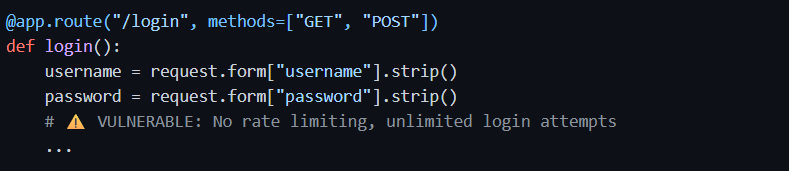 @app.route("/login", methods=["GET", "POST"])
def login():
    username = request.form["username"].strip()
    password = request.form["password"].strip()
    # ⚠️ VULNERABLE: No rate limiting, unlimited login attempts
    ...